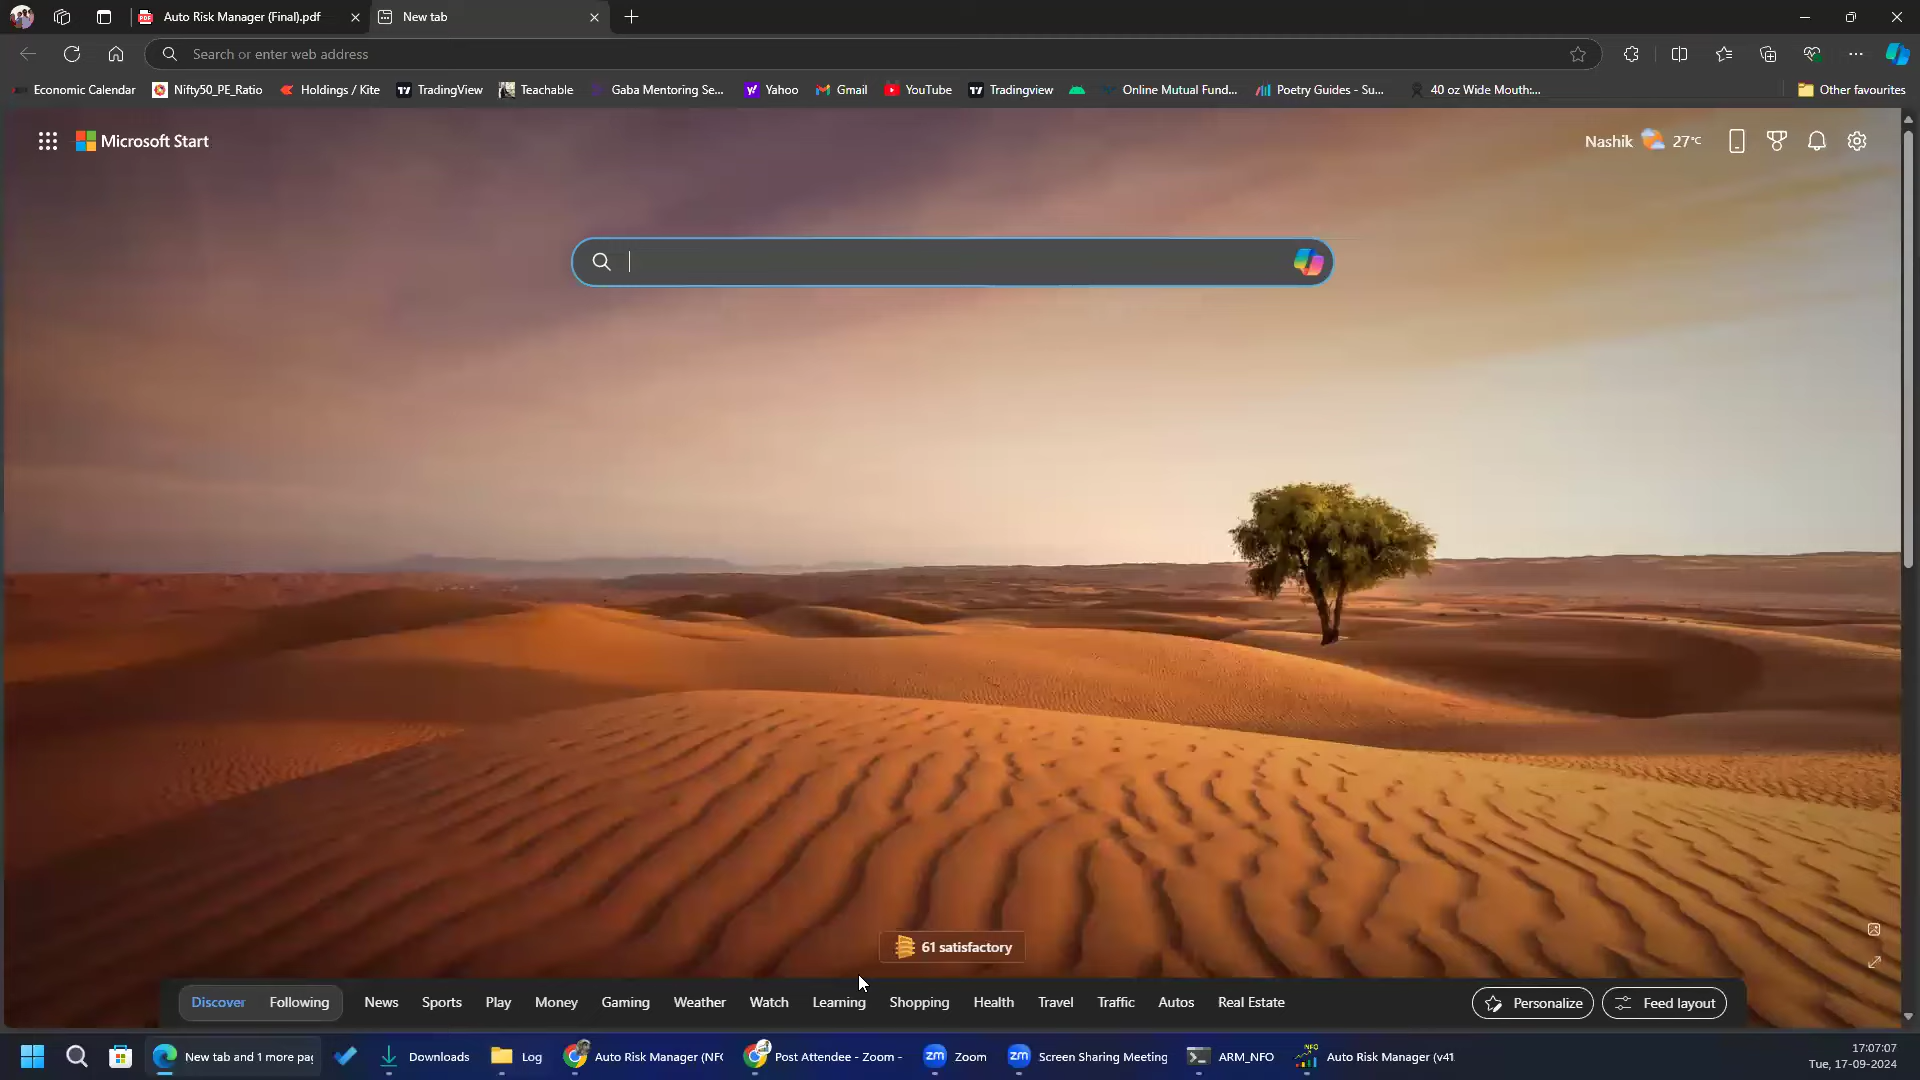 Auto Risk Manager (Final).pdf
New tab
Search or enter web address
Economic Calendar
Nifty50_PE_Ratio
Holdings / Kite
TradingView
Teachable
Gaba Mentoring Se...
Yahoo
Gmail
YouTube
Tradingview
Online Mutual Fund...
Poetry Guides - Su...
40 oz Wide Mouth:...
Other favourites
Microsoft Start
Nashik
27°C
61 satisfactory
Discover
Following
News
Sports
Play
Money
Gaming
Weather
Watch
Learning
Shopping
Health
Travel
Traffic
Autos
Real Estate
Personalize
Feed layout
New tab and 1 more pag
Downloads
Log
Auto Risk Manager (NFO
Post Attendee - Zoom -
Zoom
Screen Sharing Meeting
ARM_NFO
Auto Risk Manager (v41
17:07:07
Tue, 17-09-2024